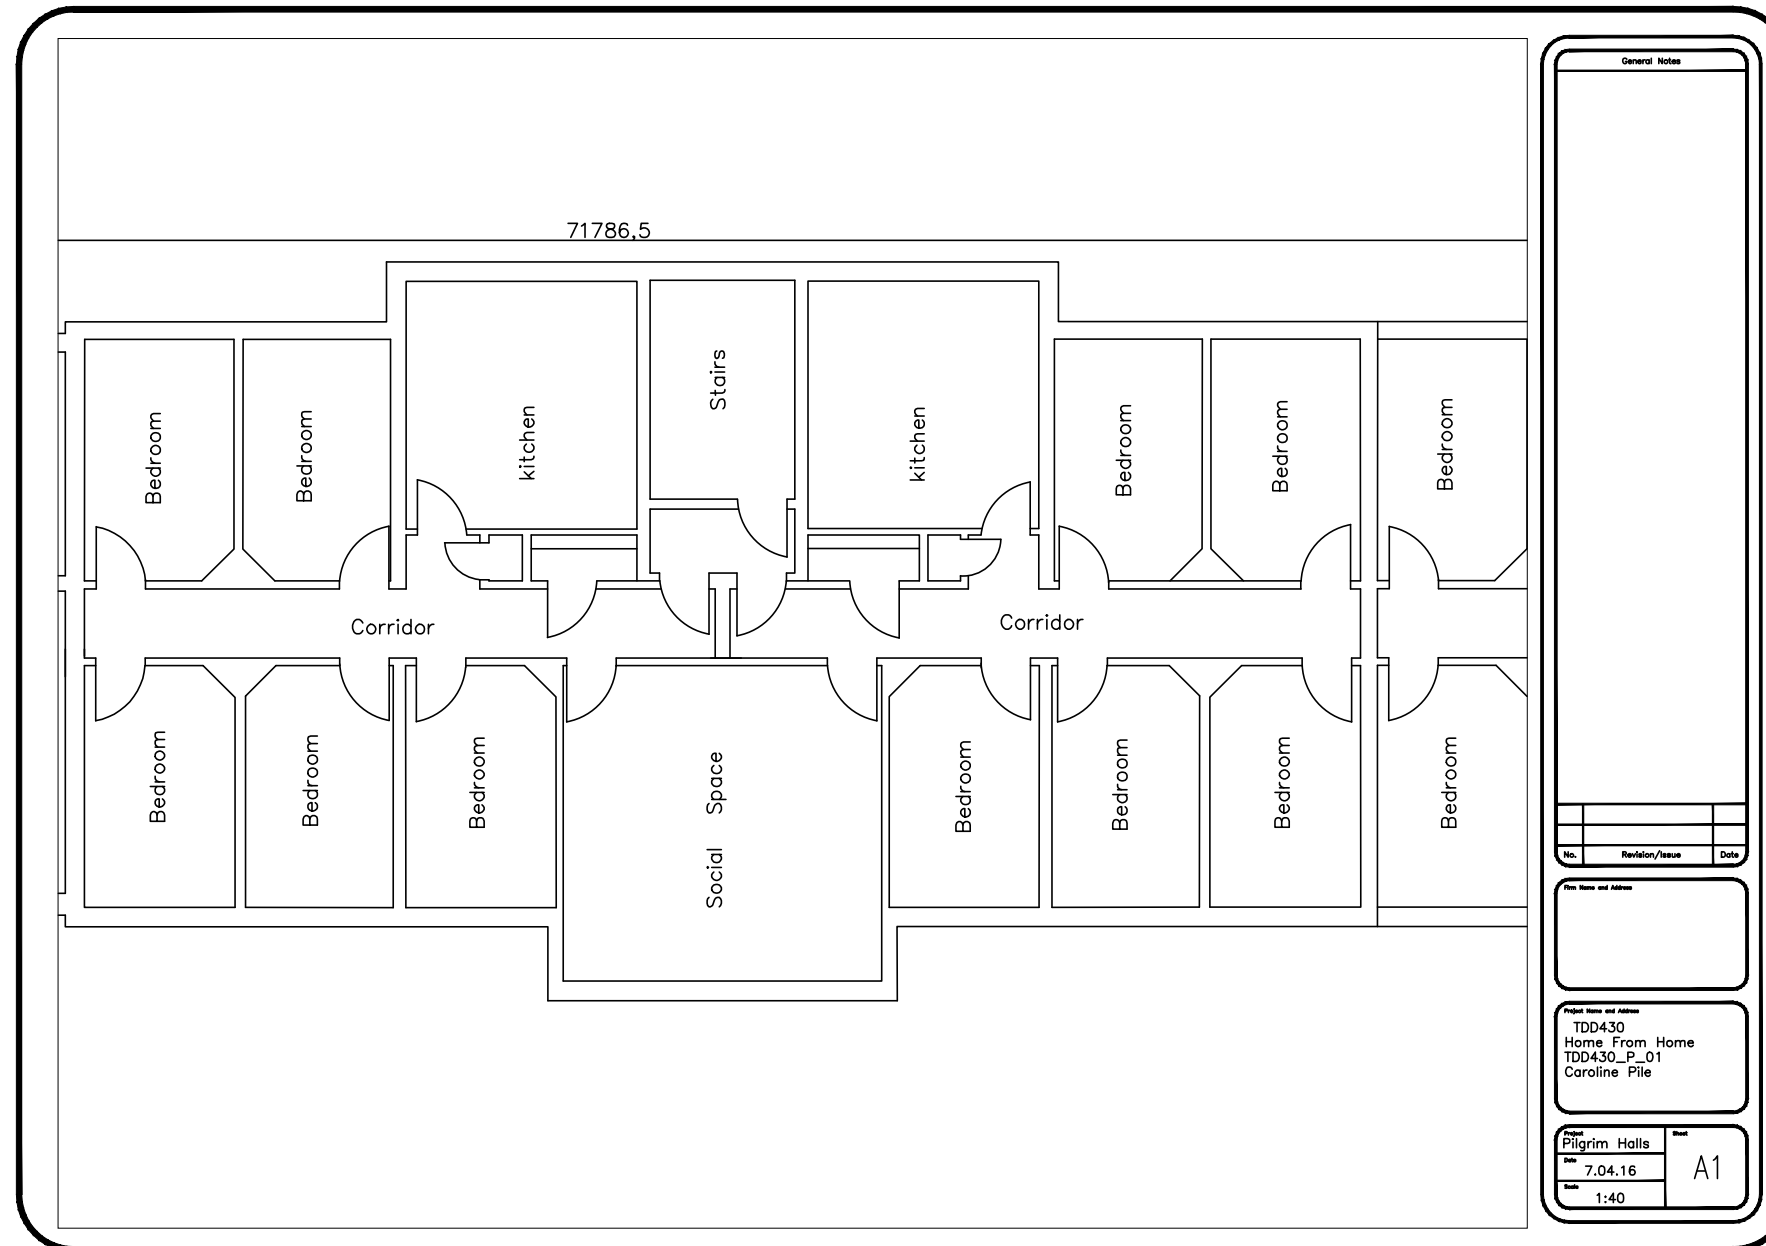 General Notes
71786,5
Bedroom
Bedroom
kitchen
Stairs
kitchen
Bedroom
Bedroom
Bedroom
Corridor
Corridor
Bedroom
Bedroom
Bedroom
Social Space
Bedroom
Bedroom
Bedroom
Bedroom
No. Revision/Issue Date
Firm Name and Address
Project Name and Address
TDD430
Home From Home
TDD430_P_01
Caroline Pile
Project
Pilgrim Halls
Date
7.04.16
Scale
1:40
Sheet
A1